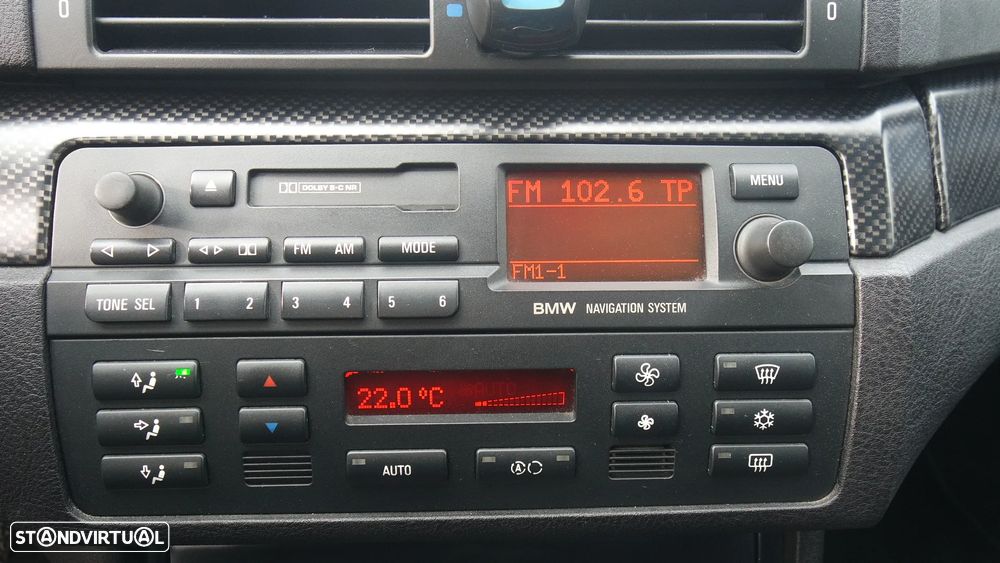 0 0
DOLBY B-C NR
FM 102.6 TP
MENU
FM AM
MODE
FM1-1
TONE SEL
1 2
3 4
5 6
BMW NAVIGATION SYSTEM
AUTO
22.0 °C
AUTO
A
STANDVIRTUAL